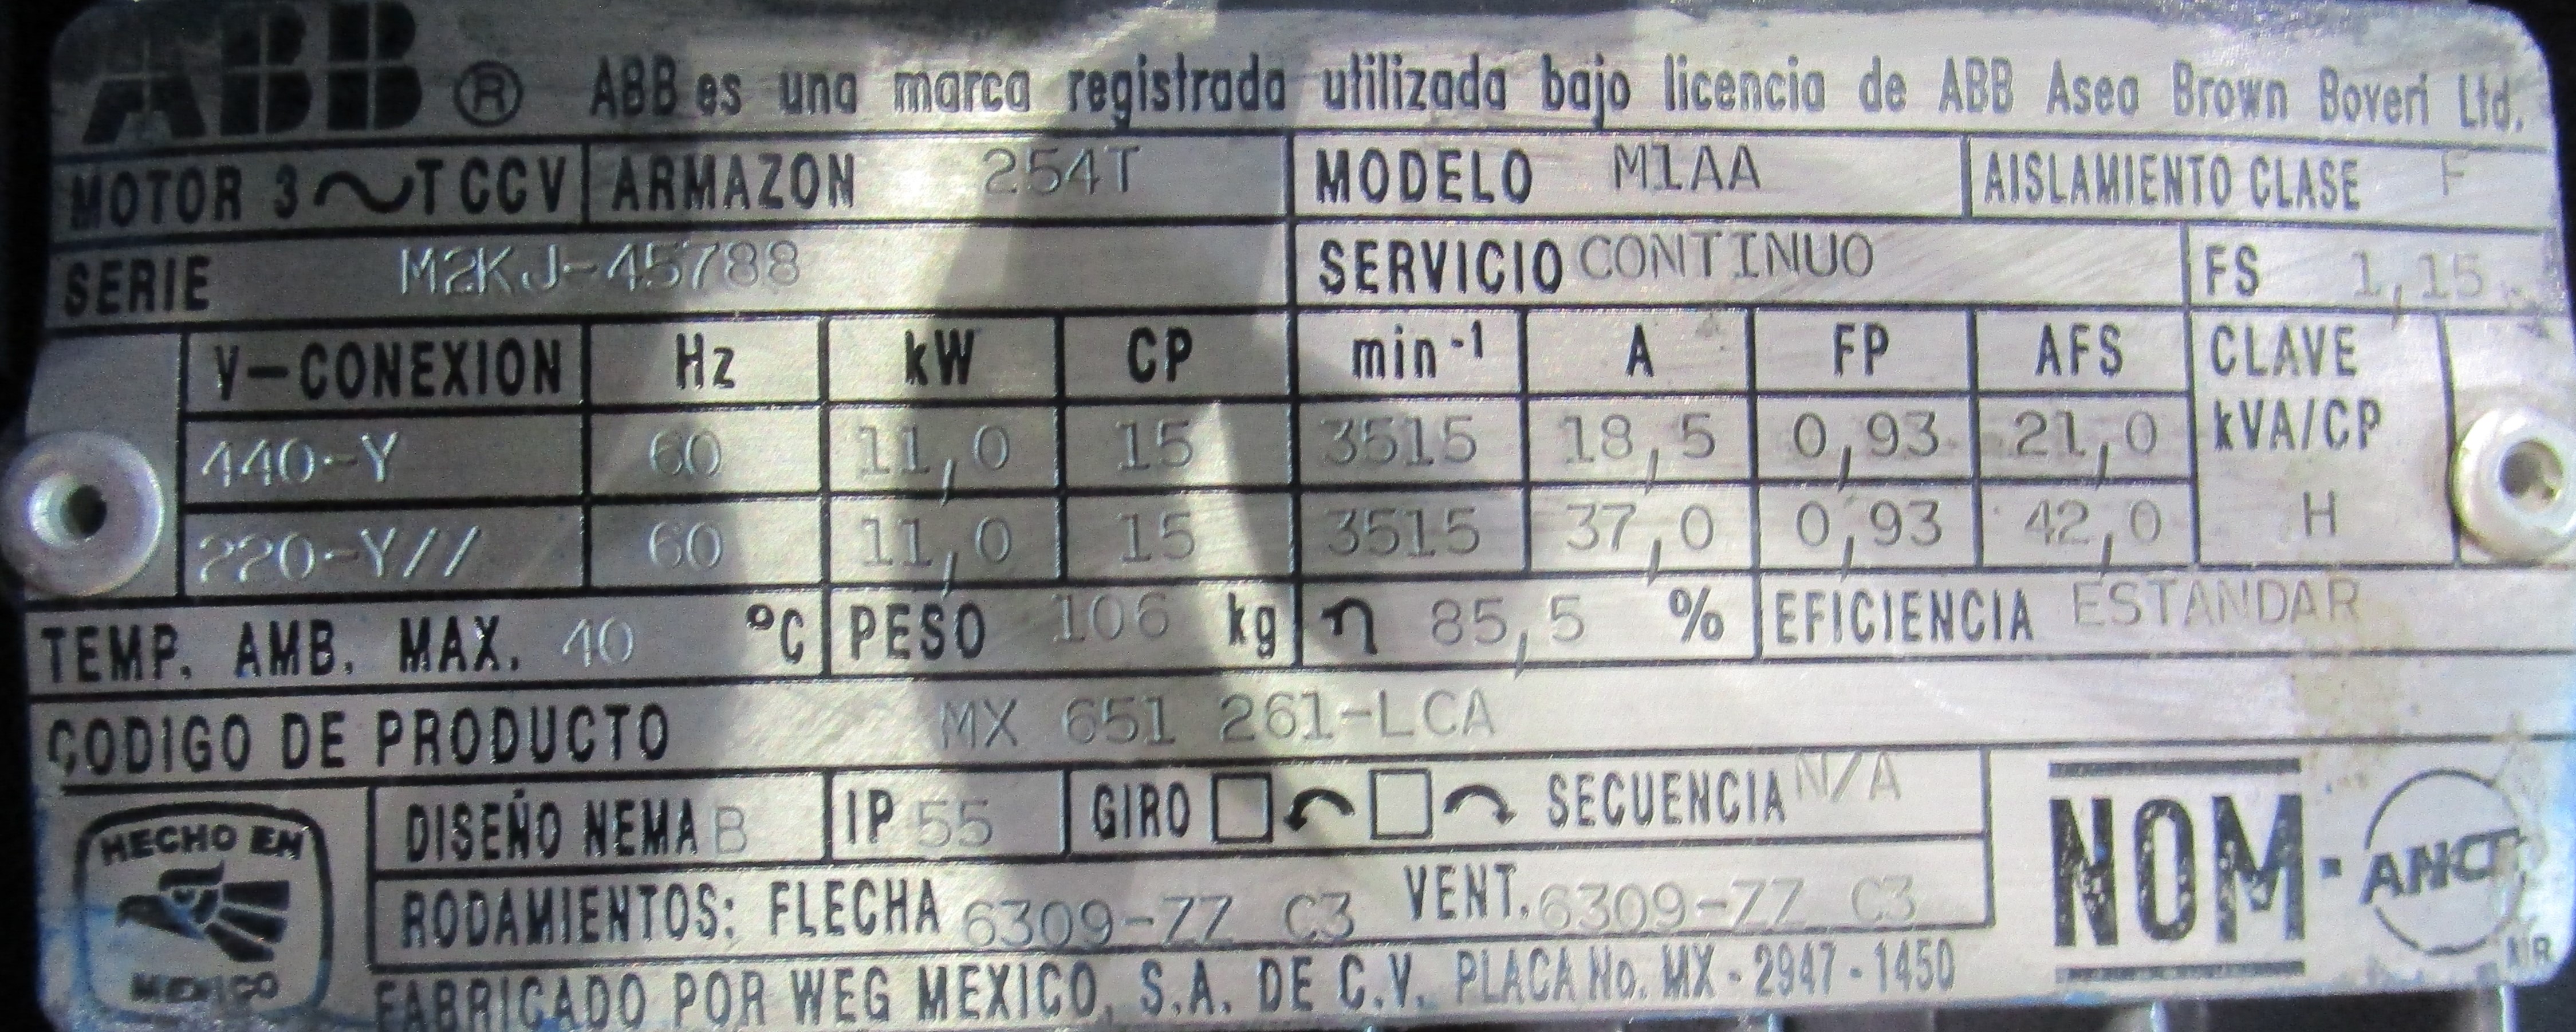 ABB ® ABB es una marca registrada utilizada bajo licencia de ABB Asea Brown Boveri Ltd.
MOTOR 3~TCCV ARMAZON 254T MODELO M1AA AISLAMIENTO CLASE F
SERIE M2KJ-45788 SERVICIO CONTINUO FS 1,15
V-CONEXION Hz kW CP min⁻¹ A FP AFS CLAVE
440-Y 60 11,0 15 3515 18,5 0,93 21,0 kVA/CP
220-Y// 60 11,0 15 3515 37,0 0,93 42,0 H
TEMP. AMB. MAX. 40 ºC PESO 106 kg η 85,5 % EFICIENCIA ESTANDAR
CODIGO DE PRODUCTO MX 651 261-LCA
HECHO EN MEXICO
DISEÑO NEMA B IP 55 GIRO SECUENCIA N/A
RODAMIENTOS: FLECHA 6309-ZZ C3 VENT. 6309-ZZ C3
NOM-ANCE
FABRICADO POR WEG MEXICO, S.A. DE C.V. PLACA No. MX-2947-1450